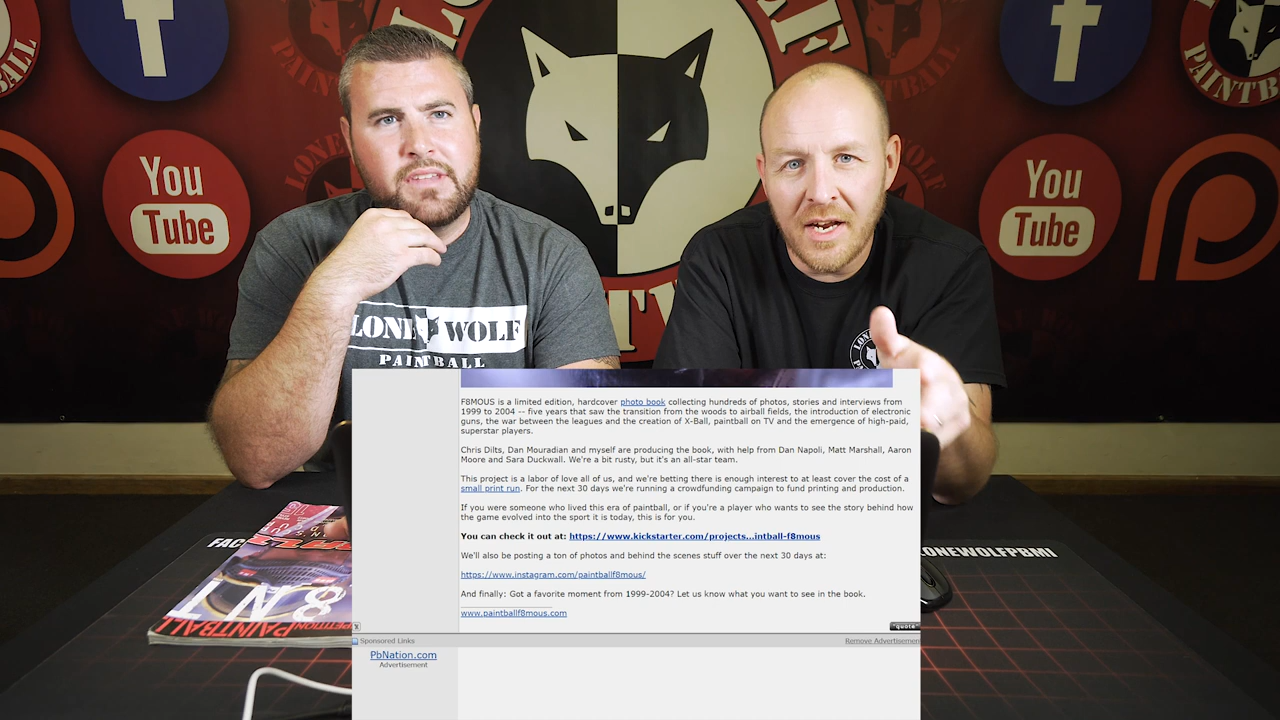 You
Tube
You
Tube
PAINTBALL
LONE WOLF
PAINTBALL
F8MOUS is a limited edition, hardcover photo book collecting hundreds of photos, stories and interviews from
1999 to 2004 -- five years that saw the transition from the woods to airball fields, the introduction of electronic
guns, the war between the leagues and the creation of X-Ball, paintball on TV and the emergence of high-paid,
superstar players.
Chris Dilts, Dan Mouradian and myself are producing the book, with help from Dan Napoli, Matt Marshall, Aaron
Moore and Sara Duckwall. We're a bit rusty, but it's an all-star team.
This project is a labor of love all of us, and we're betting there is enough interest to at least cover the cost of a
small print run. For the next 30 days we're running a crowdfunding campaign to fund printing and production.
If you were someone who lived this era of paintball, or if you're a player who wants to see the story behind how
the game evolved into the sport it is today, this is for you.
You can check it out at: https://www.kickstarter.com/projects...intball-f8mous
We'll also be posting a ton of photos and behind the scenes stuff over the next 30 days at:
https://www.instagram.com/paintballf8mous/
And finally: Got a favorite moment from 1999-2004? Let us know what you want to see in the book.
www.paintballf8mous.com
"quote"
Sponsored Links
Remove Advertisement
PbNation.com
Advertisement
FAC
LONEWOLFPBMI
8 NT
PAINTBALL